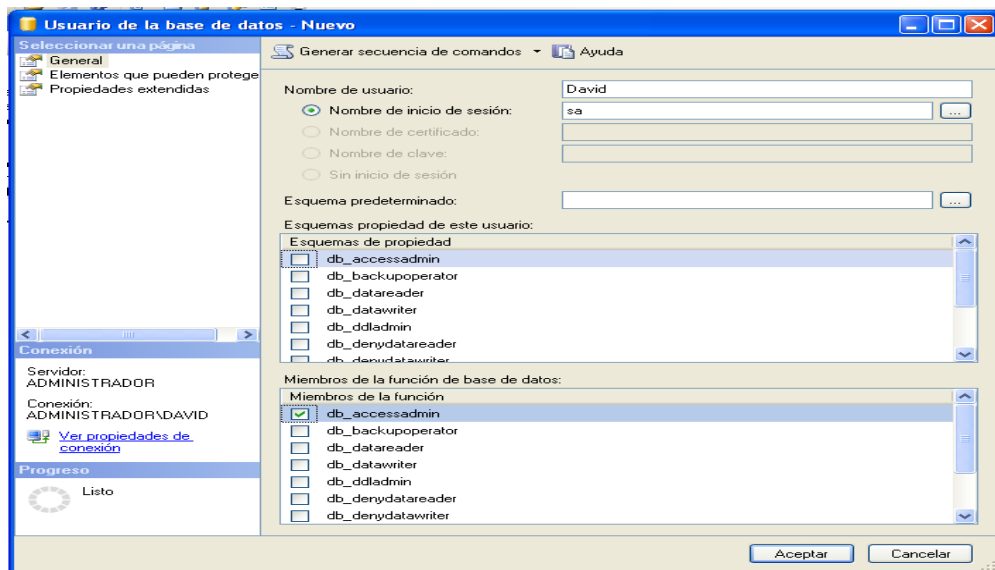 Usuario de la base de datos - Nuevo
Seleccionar una página
General
Elementos que pueden protege
Propiedades extendidas
Generar secuencia de comandos
Ayuda
Nombre de usuario:
David
Nombre de inicio de sesión:
sa
...
Nombre de certificado:
Nombre de clave:
Sin inicio de sesión
Esquema predeterminado:
...
Esquemas propiedad de este usuario:
Esquemas de propiedad
db_accessadmin
db_backupoperator
db_datareader
db_datawriter
db_ddladmin
db_denydatareader
db_denydatawriter
Miembros de la función de base de datos:
Miembros de la función
db_accessadmin
db_backupoperator
db_datareader
db_datawriter
db_ddladmin
db_denydatareader
db_denydatawriter
Conexión
Servidor:
ADMINISTRADOR
Conexión:
ADMINISTRADOR\DAVID
Ver propiedades de
conexión
Progreso
Listo
Aceptar
Cancelar